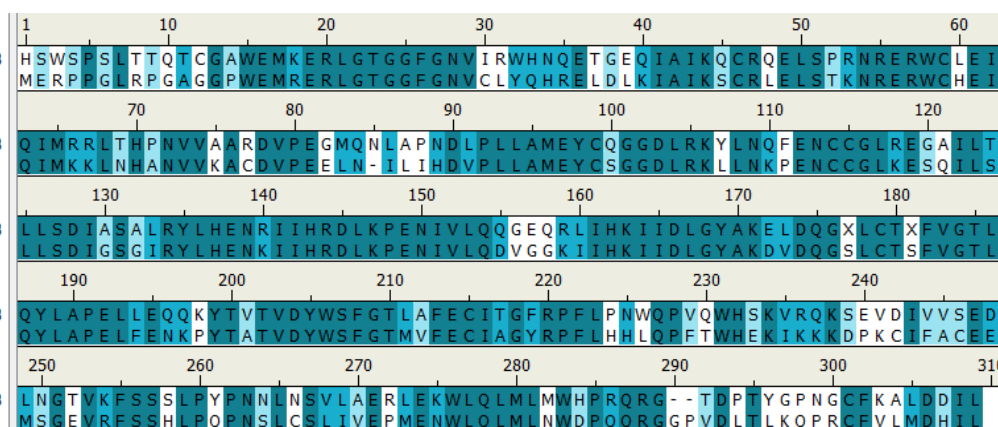 1 10 20 30 40 50 60
HSWSPSLTTQTCGAWEMKERLGTGGFGNVIRWHNQETGEQIAIKQCRQELSPRNRERWCLEI
MERPPGLRPGAGGPWEMRERLGTGGFGNVCLYQHRELDLKIAIKSCRLELSTKNRERWCHEI
70 80 90 100 110 120
QIMRRLTHPNVVAARDVPEGMQNLAPNDLPLLAMEYCQGGDLRKYLNQFENCCGLREGAILT
QIMKKLNHANVVKACDVPEELN-ILIHDVPLLAMEYCSGGDLRKLLNKPENCCGLKESQILS
130 140 150 160 170 180
LLSDIASALRYLHENRIIHRDLKPENIVLQQGEQRLIHKIIDLGYAKELDQGXLCTXFVGTL
LLSDIGSGIRYLHENKIIHRDLKPENIVLQDVGGKIIHKIIDLGYAKDVDQGSLCTSFVGTL
190 200 210 220 230 240
QYLAPELLEQQKYTVTVDYWSFGTLAFECITGFRPFLPNWQPVQWHSKVRQKSEVDIVVSED
QYLAPELFENKPYTATVDYWSFGTMVFECIAGYRPFLHHLQPFTWHEKIKKKDPKCIFACEE
250 260 270 280 290 300 310
LNGTVKFSSSLPYPNNLNSVLAERLEKWLQLMLMWHPRQRG--TDPTYGPNGCFKALDDIL
MSGEVRFSSHLPQPNSLCSLIVEPMENWLQLMLNWDPQQRGGPVDLTLKQPRCFVLMDHIL